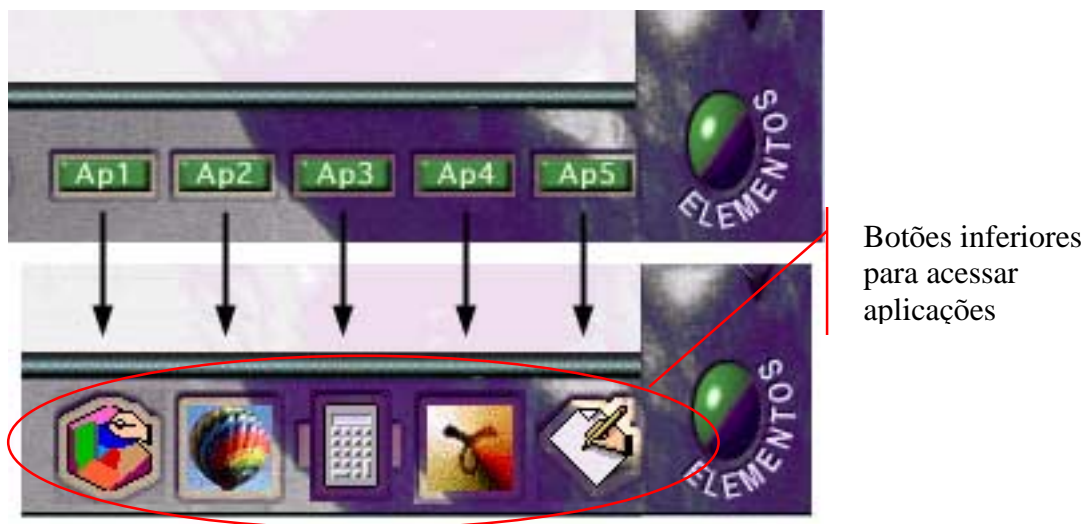 Ap1 Ap2 Ap3 Ap4 Ap5
ELEMENTOS
Botões inferiores
para acessar
aplicações
ELEMENTOS